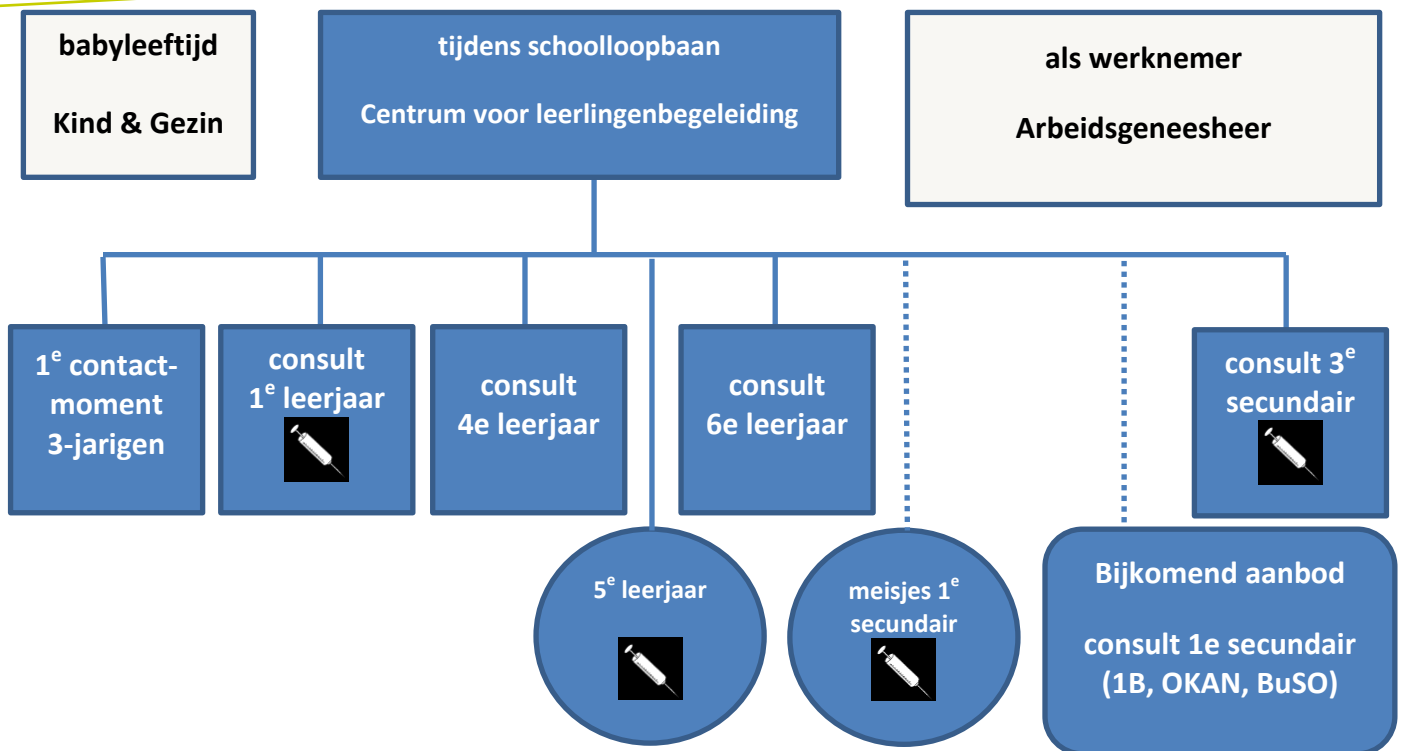 babyleeftijd
Kind & Gezin
tijdens schoolloopbaan
Centrum voor leerlingenbegeleiding
als werknemer
Arbeidsgeneesheer
1e contact-
moment
3-jarigen
consult
1e leerjaar
consult
4e leerjaar
consult
6e leerjaar
consult 3e
secundair
5e leerjaar
meisjes 1e
secundair
Bijkomend aanbod
consult 1e secundair
(1B, OKAN, BuSO)